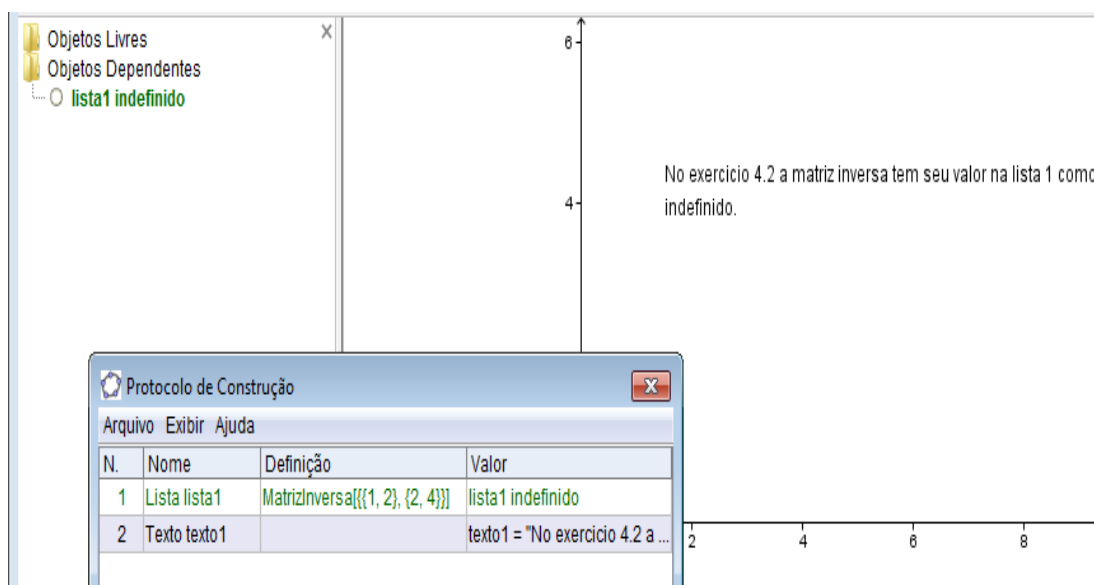 Objetos Livres
Objetos Dependentes
lista1 indefinido
6
No exercicio 4.2 a matriz inversa tem seu valor na lista 1 como
indefinido.
4
Protocolo de Construção
Arquivo Exibir Ajuda
N. Nome Definição Valor
1 Lista lista1 MatrizInversa[{{1, 2}, {2, 4}}] lista1 indefinido
2 Texto texto1 texto1 = "No exercicio 4.2 a ...
2 4 6 8